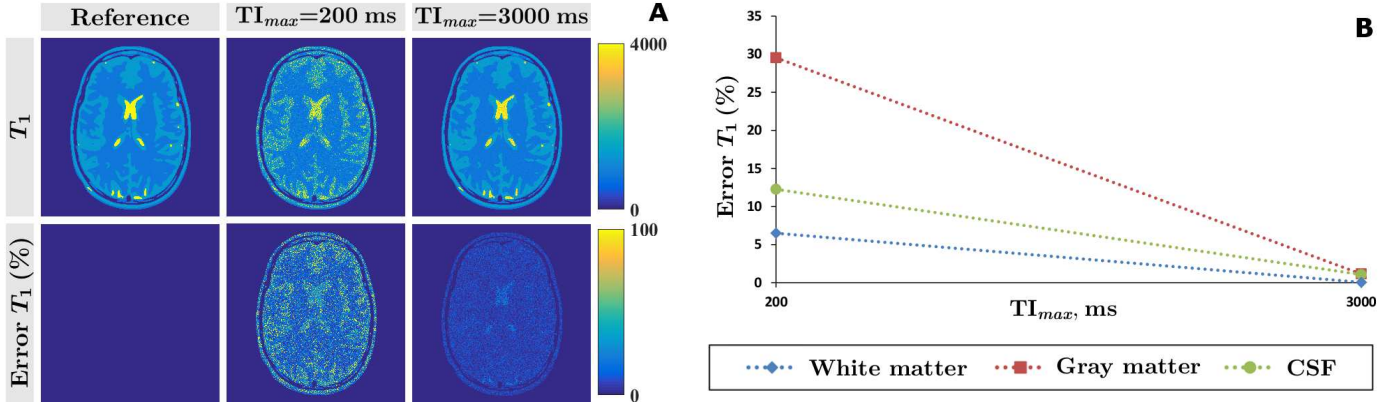 Reference
TI_max=200 ms
TI_max=3000 ms
A
T_1
4000
0
Error T_1 (%)
100
0
B
Error T_1 (%)
35
30
25
20
15
10
5
0
200
3000
TI_max, ms
White matter
Gray matter
CSF